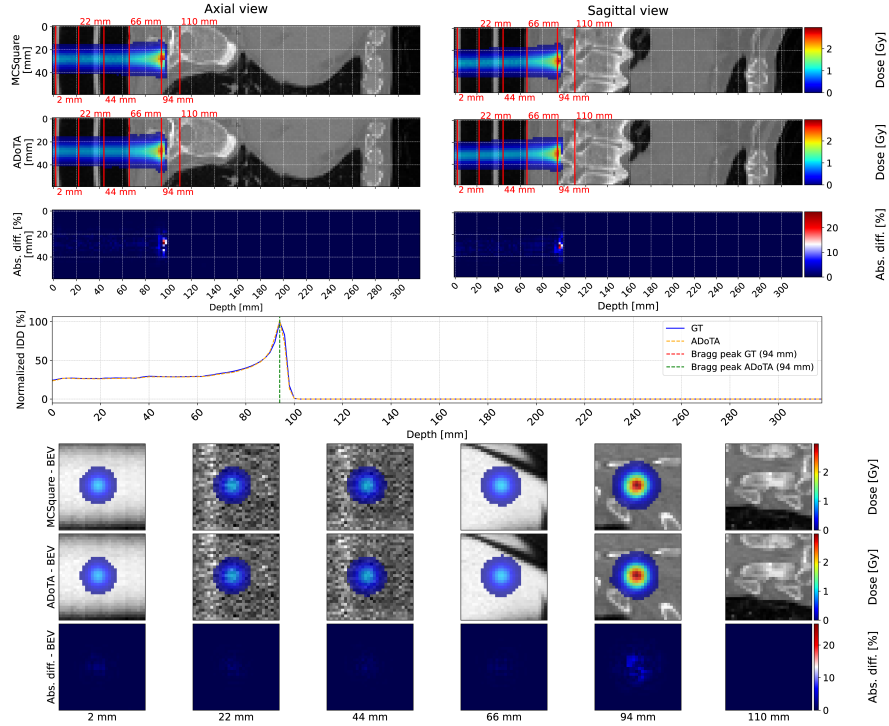 Axial view
Sagittal view
22 mm 66 mm 110 mm
22 mm 66 mm 110 mm
MCSquare
[mm]
0
20
40
2 mm 44 mm 94 mm
2 mm 44 mm 94 mm
Dose [Gy]
2
1
0
22 mm 66 mm 110 mm
22 mm 66 mm 110 mm
ADoTA
[mm]
0
20
40
2 mm 44 mm 94 mm
2 mm 44 mm 94 mm
Dose [Gy]
2
1
0
Abs. diff. [%]
[mm]
0
20
40
Abs. diff. [%]
20
10
0
0 20 40 60 80 100 120 140 160 180 200 220 240 260 280 300
0 20 40 60 80 100 120 140 160 180 200 220 240 260 280 300
Depth [mm]
Depth [mm]
Normalized IDD [%]
100
50
0
GT
ADoTA
Bragg peak GT (94 mm)
Bragg peak ADoTA (94 mm)
0 20 40 60 80 100 120 140 160 180 200 220 240 260 280 300
Depth [mm]
MCSquare - BEV
Dose [Gy]
2
1
0
ADoTA - BEV
Dose [Gy]
2
1
0
Abs. diff. - BEV
Abs. diff. [%]
20
10
0
2 mm 22 mm 44 mm 66 mm 94 mm 110 mm